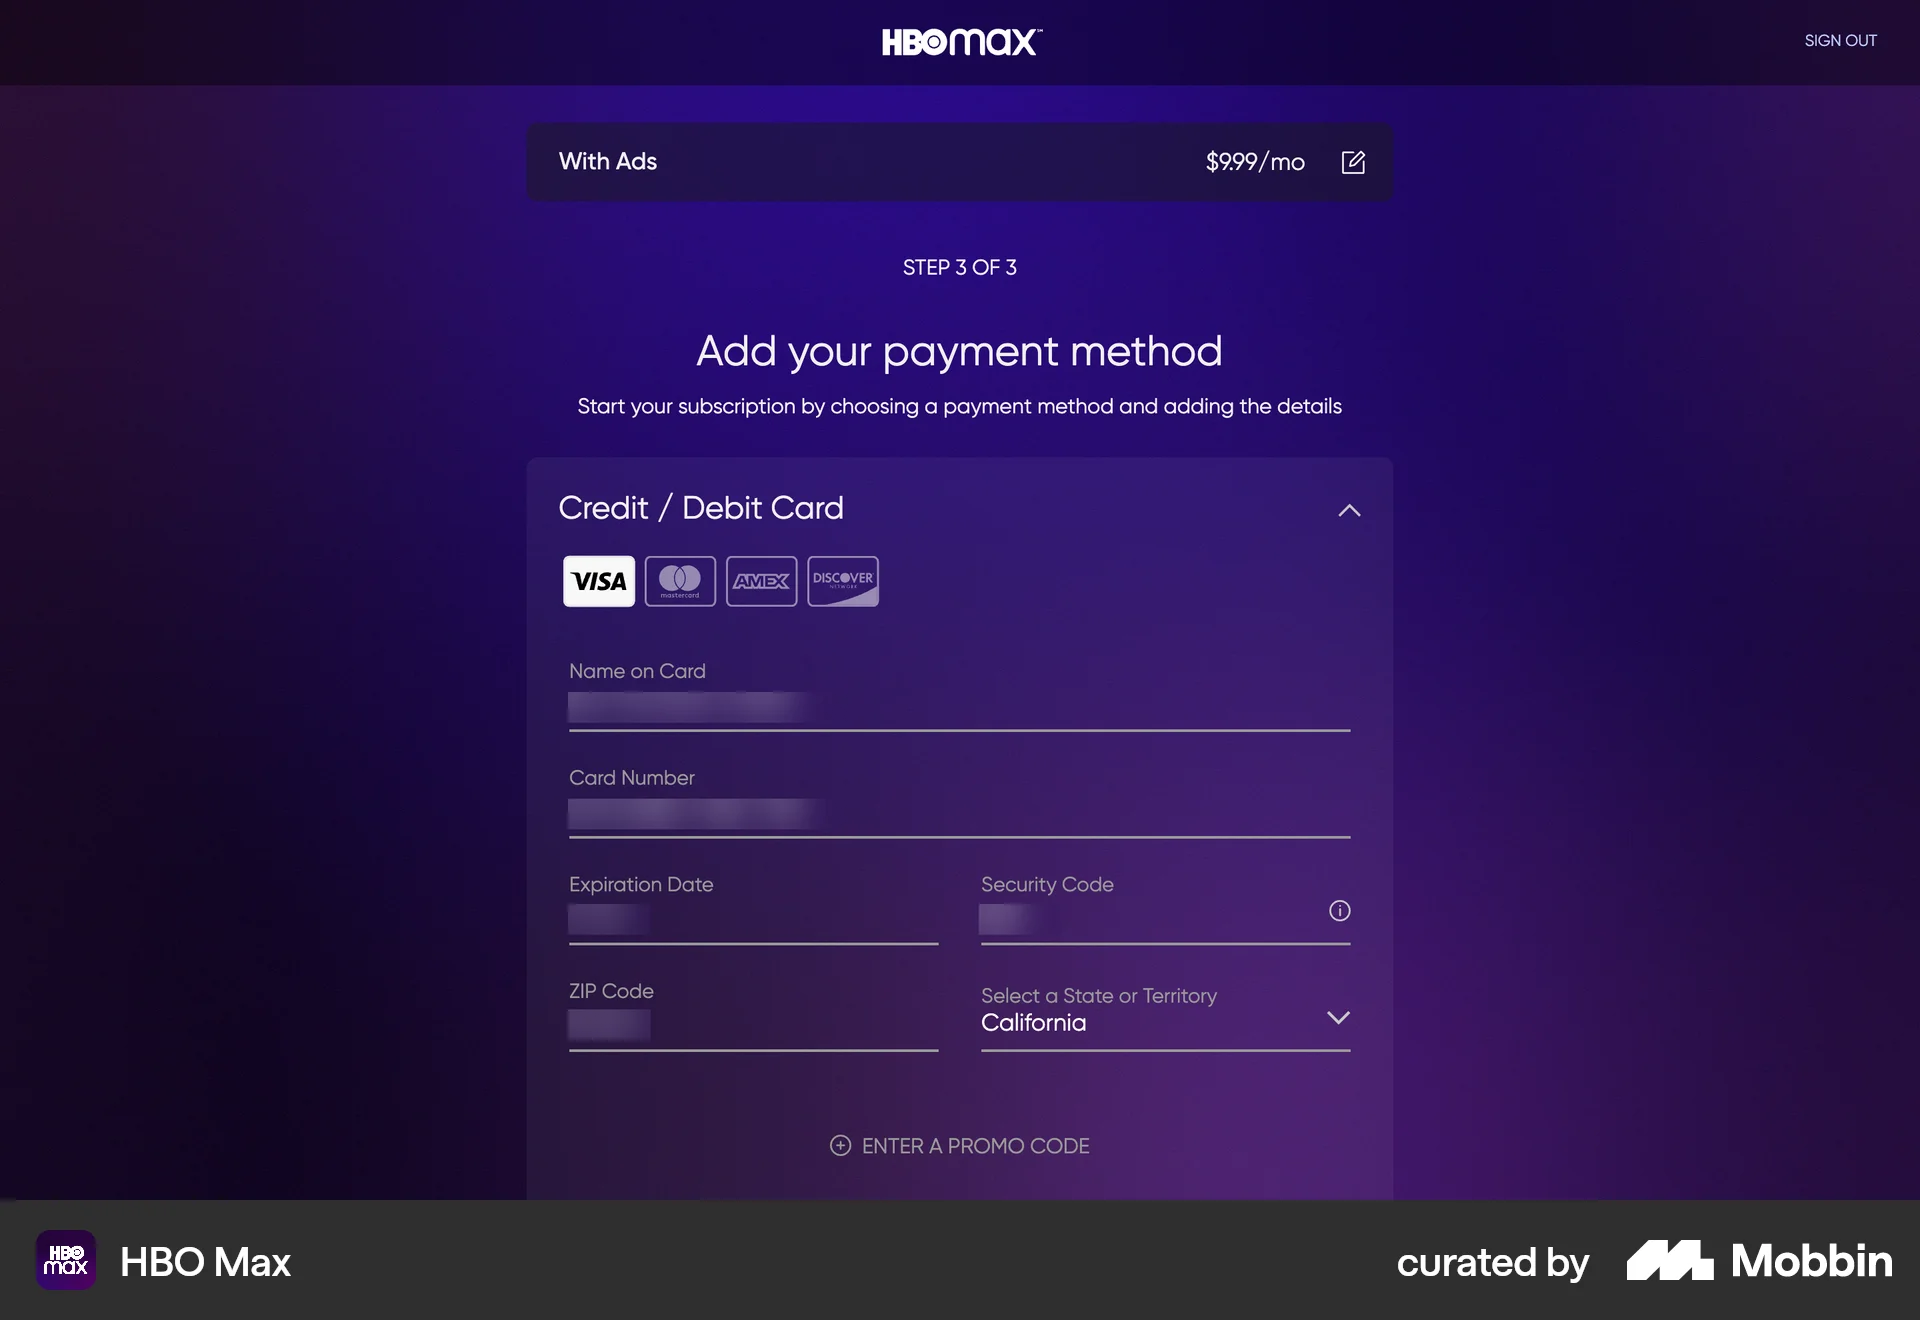 HBOMAX™
SIGN OUT
With Ads
$9.99/mo
STEP 3 OF 3
Add your payment method
Start your subscription by choosing a payment method and adding the details
Credit / Debit Card
VISA
mastercard
AMEX
DISCOVER
NETWORK
Name on Card
Card Number
Expiration Date
Security Code
ZIP Code
Select a State or Territory
California
ENTER A PROMO CODE
HBO
max
HBO Max
curated by
Mobbin